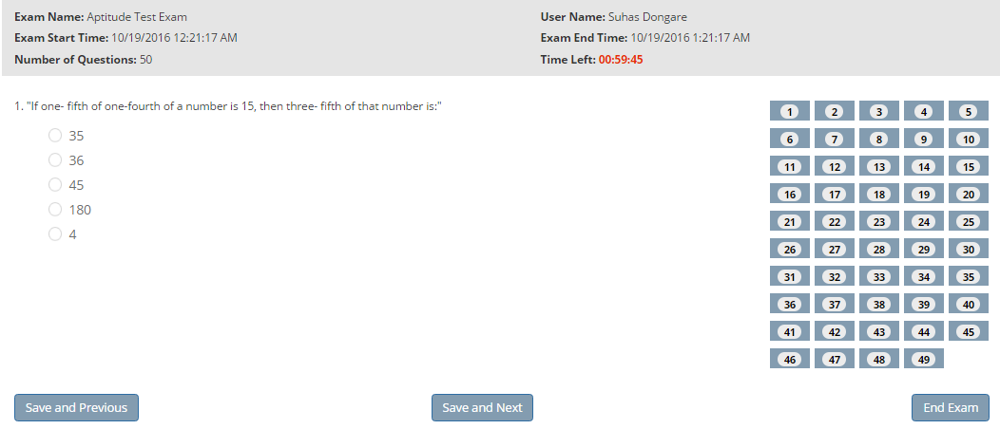 Exam Name: Aptitude Test Exam
User Name: Suhas Dongare
Exam Start Time: 10/19/2016 12:21:17 AM
Exam End Time: 10/19/2016 1:21:17 AM
Number of Questions: 50
Time Left: 00:59:45
1. "If one- fifth of one-fourth of a number is 15, then three- fifth of that number is:"
35
36
45
180
4
1 2 3 4 5
6 7 8 9 10
11 12 13 14 15
16 17 18 19 20
21 22 23 24 25
26 27 28 29 30
31 32 33 34 35
36 37 38 39 40
41 42 43 44 45
46 47 48 49
Save and Previous
Save and Next
End Exam